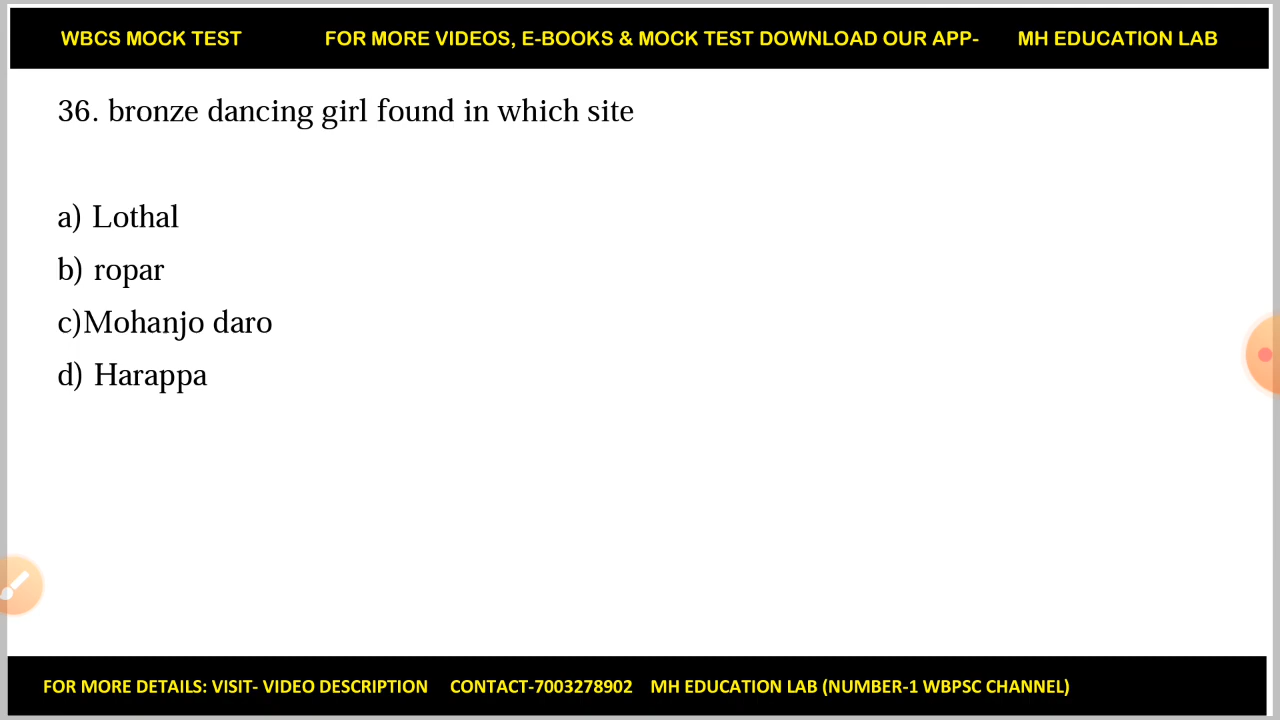 WBCS MOCK TEST FOR MORE VIDEOS, E-BOOKS & MOCK TEST DOWNLOAD OUR APP- MH EDUCATION LAB
36. bronze dancing girl found in which site
a) Lothal
b) ropar
c)Mohanjo daro
d) Harappa
FOR MORE DETAILS: VISIT- VIDEO DESCRIPTION CONTACT-7003278902 MH EDUCATION LAB (NUMBER-1 WBPSC CHANNEL)